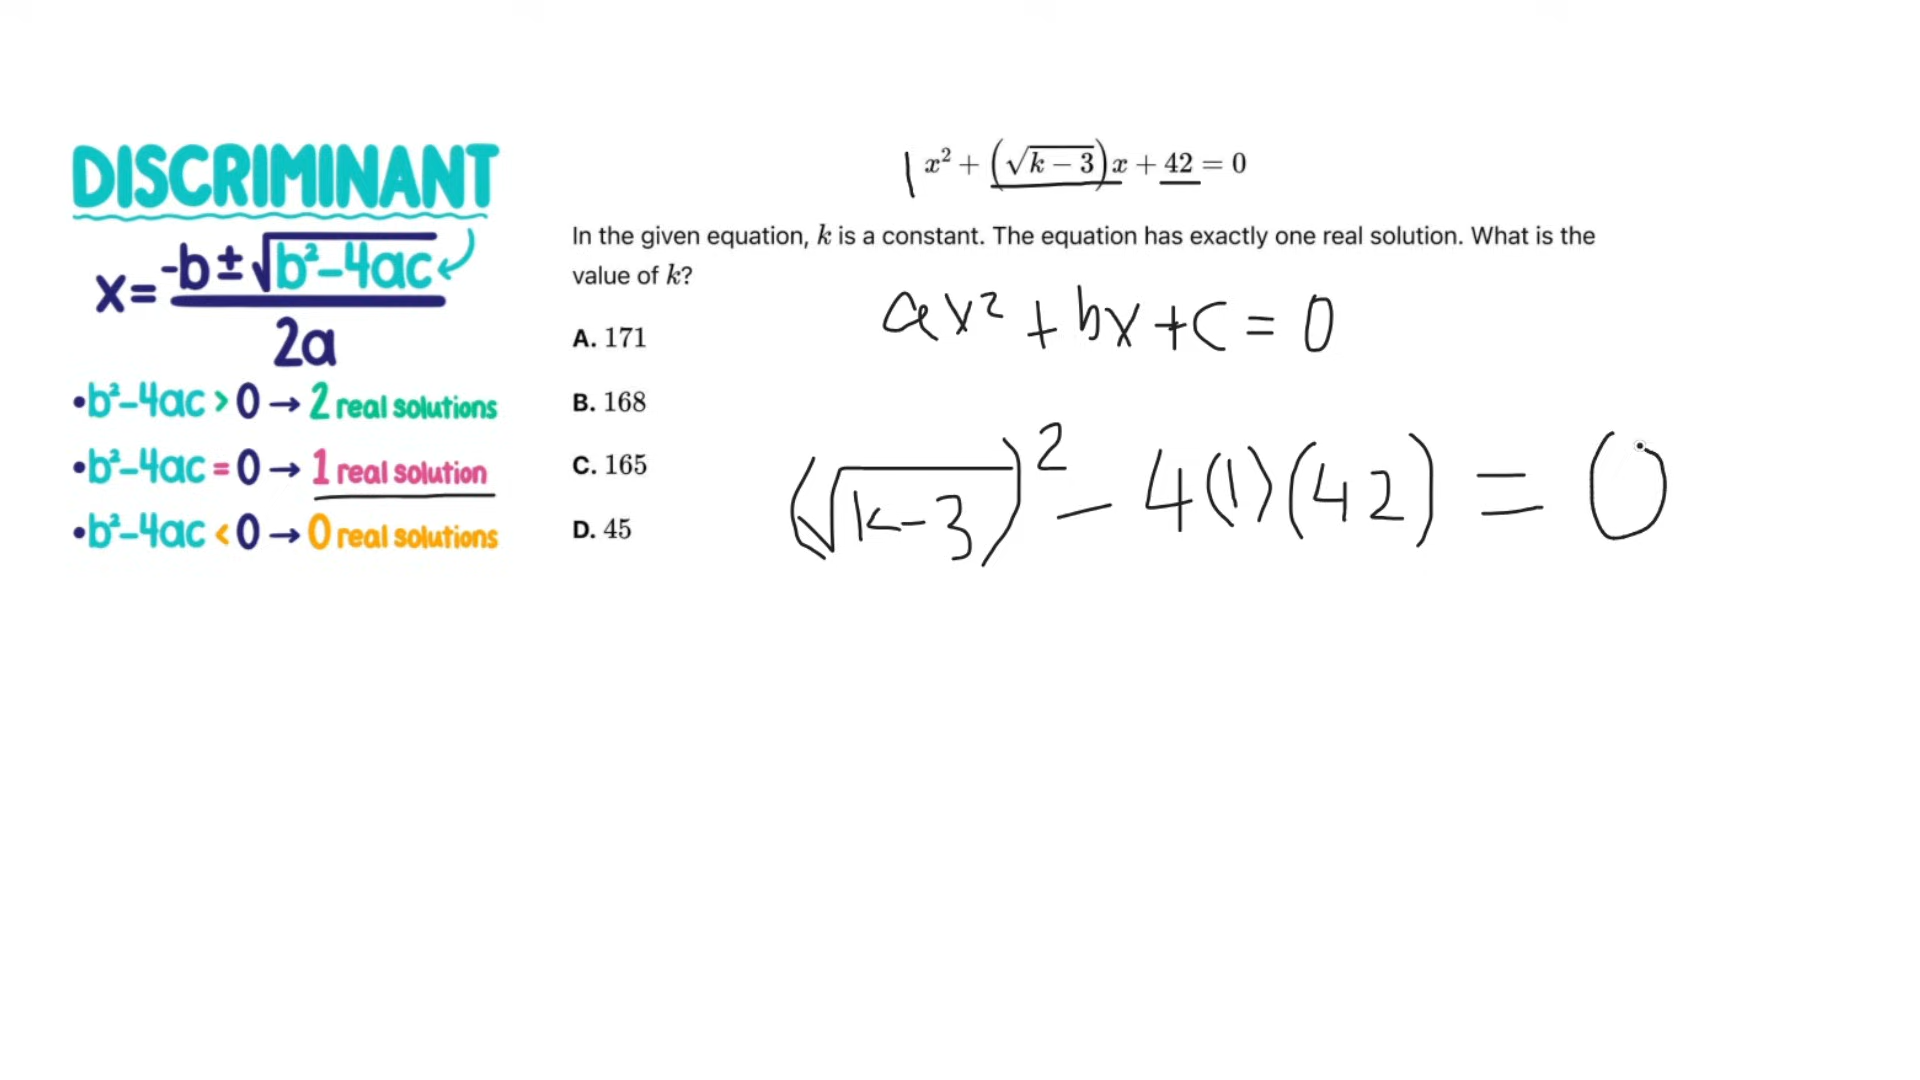 DISCRIMINANT
x= -b±√b²-4ac
2a
•b²-4ac > 0 → 2 real solutions
•b²-4ac = 0 → 1 real solution
•b²-4ac < 0 → 0 real solutions
1 x² + (√k − 3)x + 42 = 0
In the given equation, k is a constant. The equation has exactly one real solution. What is the
value of k?
ax² + bx + c = 0
A. 171
B. 168
C. 165
D. 45
(√k-3)² - 4(1)(42) = 0